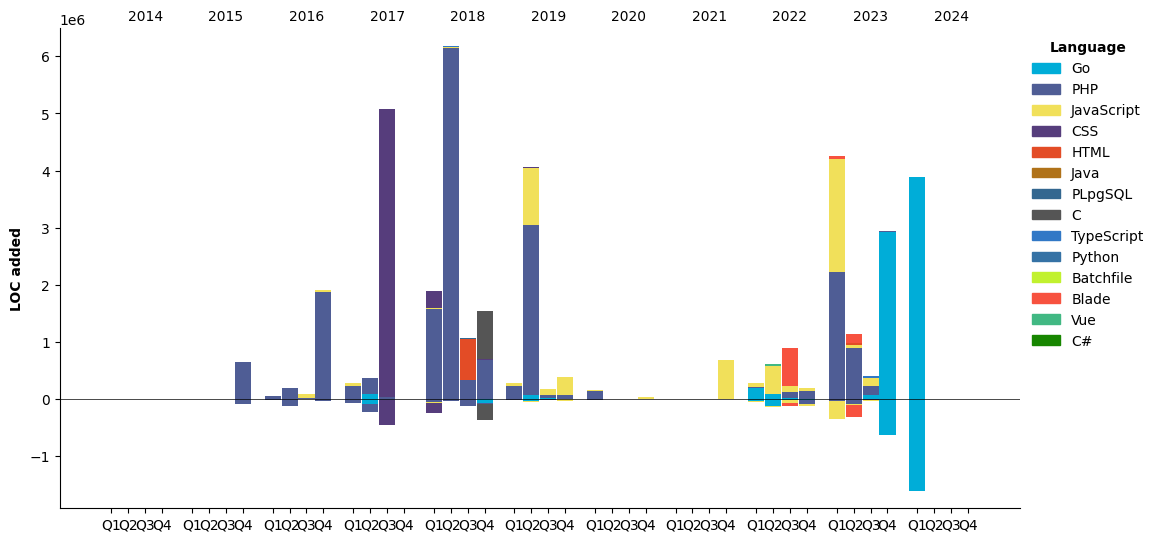 2014 2015 2016 2017 2018 2019 2020 2021 2022 2023 2024
1e6
6
5
4
3
2
1
0
−1
LOC added
Q1Q2Q3Q4 Q1Q2Q3Q4 Q1Q2Q3Q4 Q1Q2Q3Q4 Q1Q2Q3Q4 Q1Q2Q3Q4 Q1Q2Q3Q4 Q1Q2Q3Q4 Q1Q2Q3Q4 Q1Q2Q3Q4 Q1Q2Q3Q4
Language
Go
PHP
JavaScript
CSS
HTML
Java
PLpgSQL
C
TypeScript
Python
Batchfile
Blade
Vue
C#